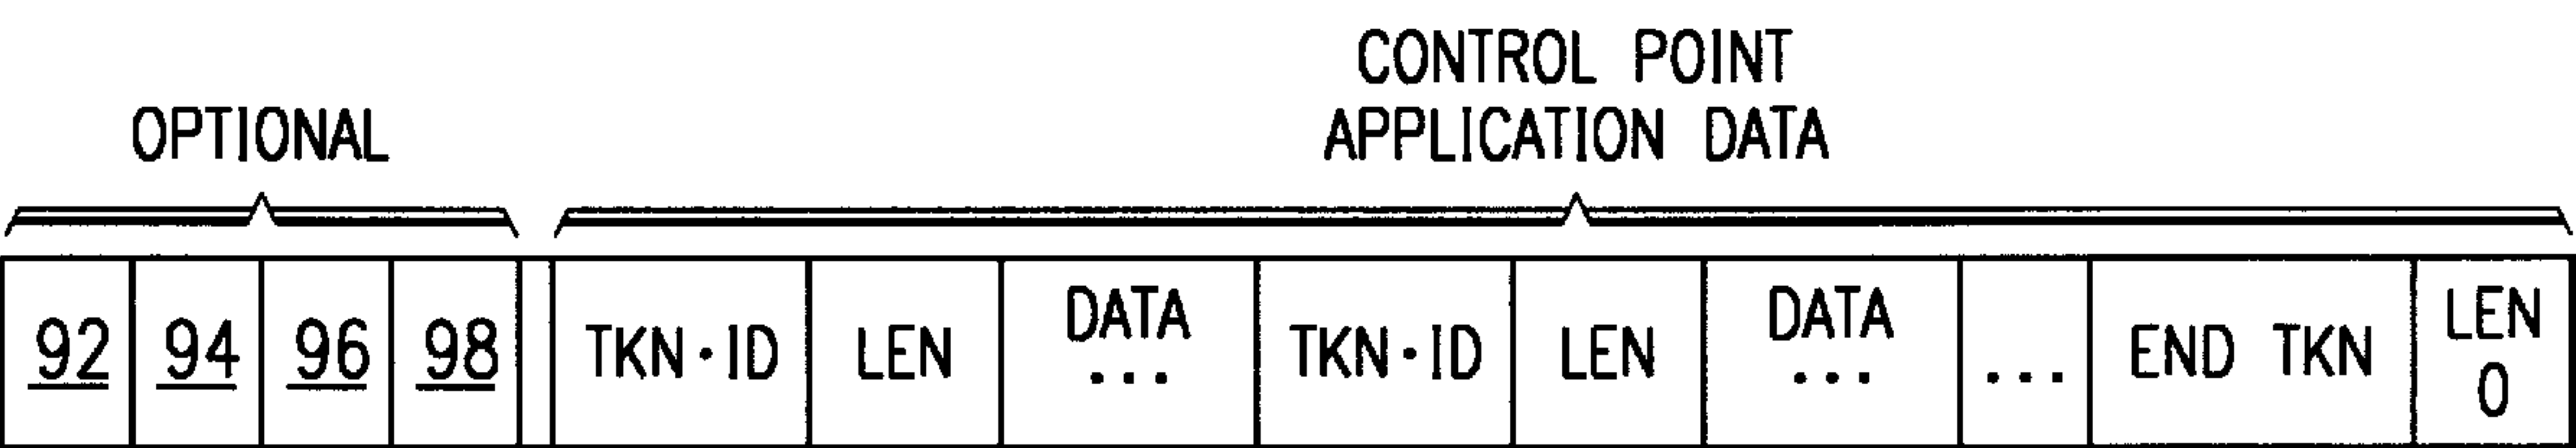 CONTROL POINT
OPTIONAL APPLICATION DATA
92 94 96 98 TKN·ID LEN DATA ... TKN·ID LEN DATA ... ... END TKN LEN 0